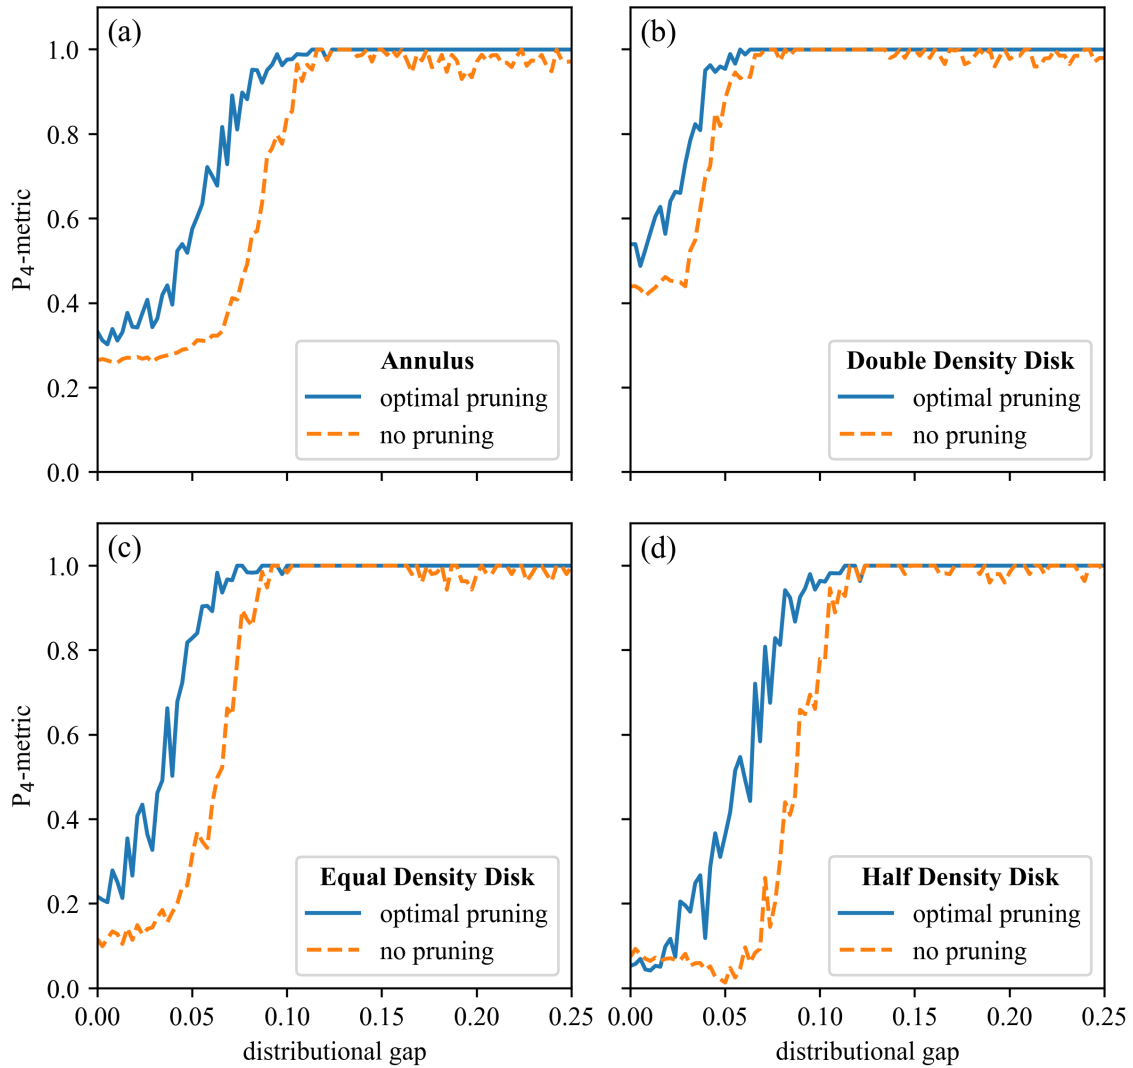 (a)
1.0
0.8
0.6
0.4
0.2
0.0
P4-metric
Annulus
optimal pruning
no pruning
(b)
Double Density Disk
optimal pruning
no pruning
(c)
1.0
0.8
0.6
0.4
0.2
0.0
P4-metric
Equal Density Disk
optimal pruning
no pruning
0.00 0.05 0.10 0.15 0.20 0.25
distributional gap
(d)
Half Density Disk
optimal pruning
no pruning
0.00 0.05 0.10 0.15 0.20 0.25
distributional gap